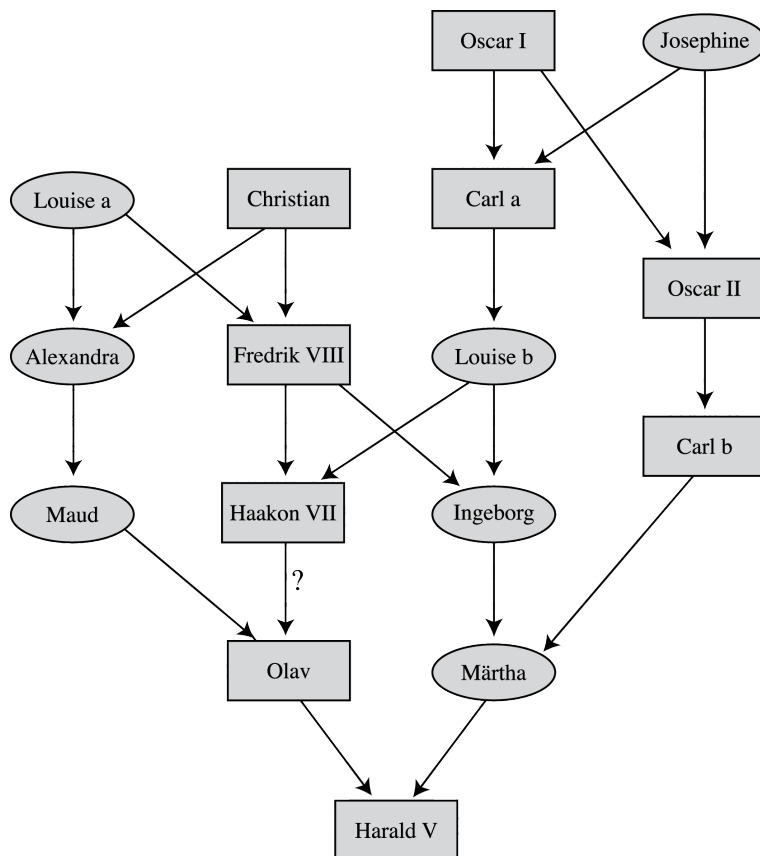 Oscar I
Josephine
Louise a
Christian
Carl a
Oscar II
Alexandra
Fredrik VIII
Louise b
Carl b
Maud
Haakon VII
Ingeborg
?
Olav
Märtha
Harald V